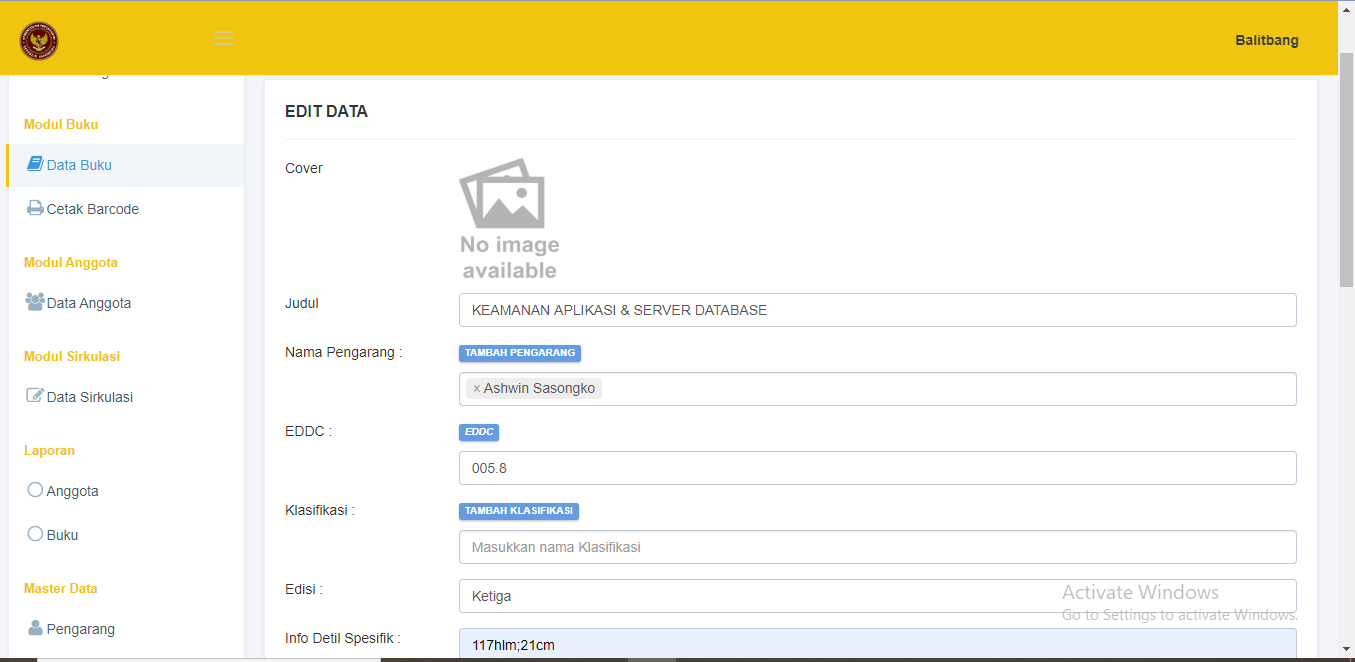 Balitbang
Modul Buku
Data Buku
Cetak Barcode
Modul Anggota
Data Anggota
Modul Sirkulasi
Data Sirkulasi
Laporan
Anggota
Buku
Master Data
Pengarang
EDIT DATA
Cover
No image
available
Judul
KEAMANAN APLIKASI & SERVER DATABASE
Nama Pengarang :
TAMBAH PENGARANG
× Ashwin Sasongko
EDDC :
EDDC
005.8
Klasifikasi :
TAMBAH KLASIFIKASI
Masukkan nama Klasifikasi
Edisi :
Ketiga
Info Detil Spesifik :
117hlm;21cm
Activate Windows
Go to Settings to activate Windows.